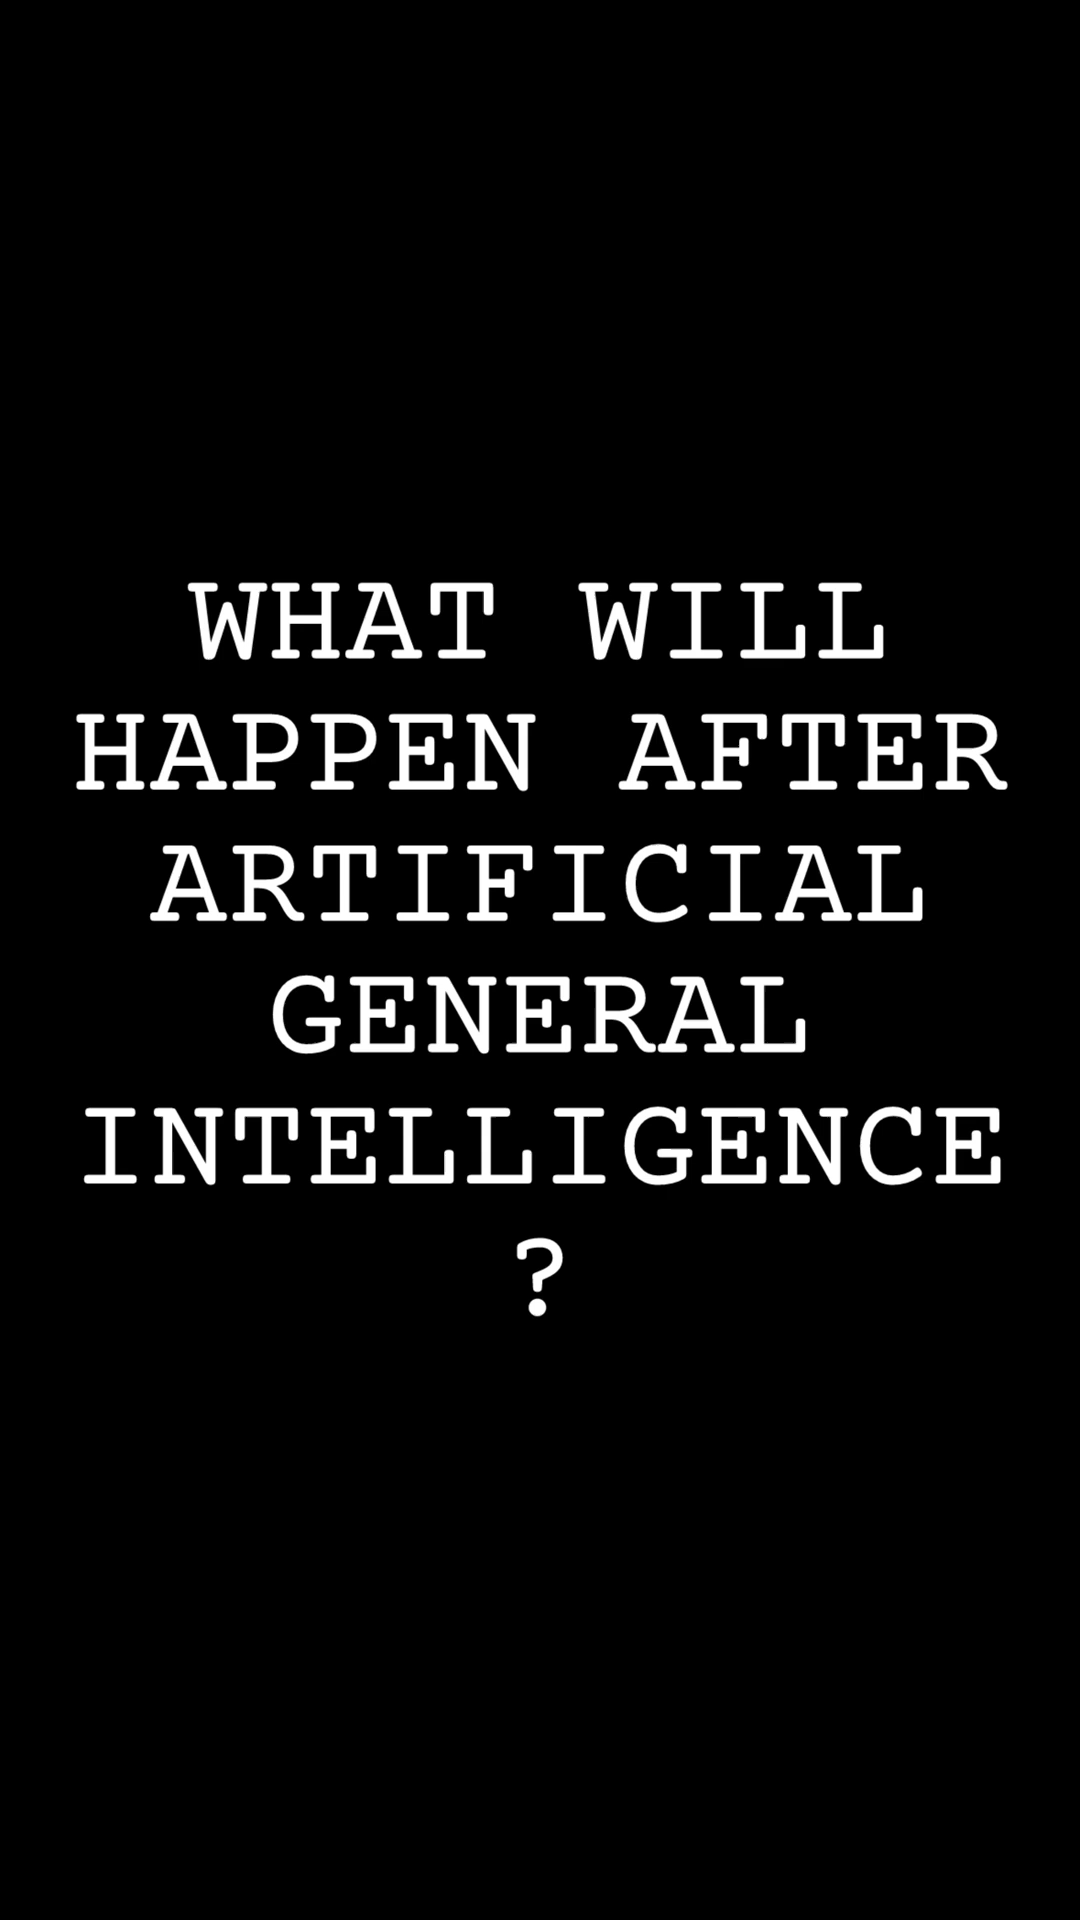 WHAT WILL
HAPPEN AFTER
ARTIFICIAL
GENERAL
INTELLIGENCE
?